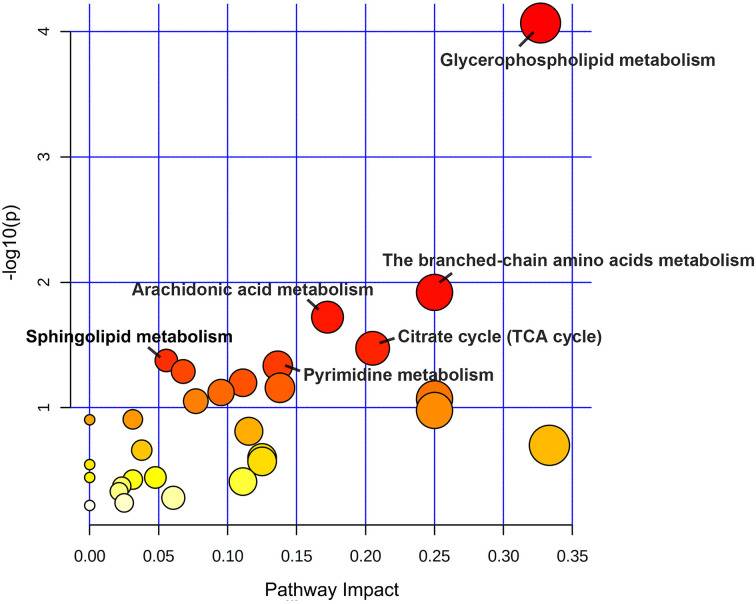 4
Glycerophospholipid metabolism
3
-log10(p)
The branched-chain amino acids metabolism
2
Arachidonic acid metabolism
Sphingolipid metabolism
Citrate cycle (TCA cycle)
Pyrimidine metabolism
1
0.00 0.05 0.10 0.15 0.20 0.25 0.30 0.35
Pathway Impact